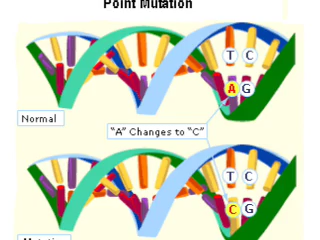 Point Mutation
T C
A G
Normal
"A" Changes to "C"
T C
C G